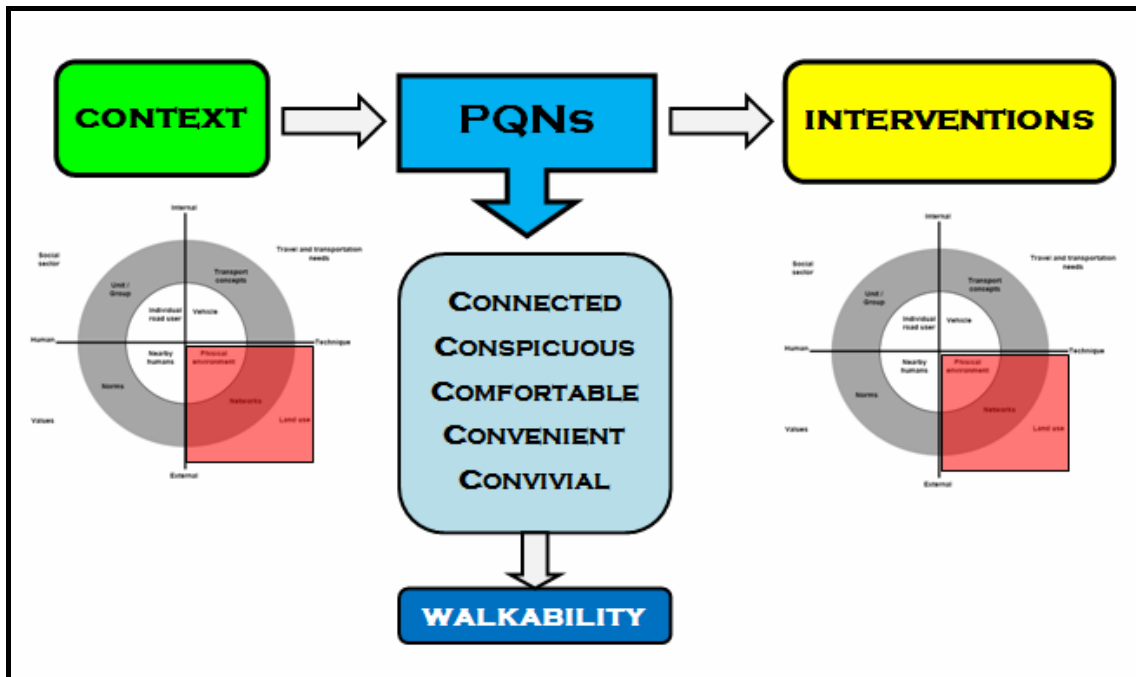 CONTEXT
PQNs
INTERVENTIONS
CONNECTED
CONSPICUOUS
COMFORTABLE
CONVENIENT
CONVIVIAL
WALKABILITY
Internal
Social
sector
Travel and transportation
needs
Unit /
Group
Transport
concepts
Individual
road user
Vehicle
Human
Technique
Nearby
humans
Phisical
environment
Norms
Networks
Values
Land use
External
Internal
Social
sector
Travel and transportation
needs
Unit /
Group
Transport
concepts
Individual
road user
Vehicle
Human
Technique
Nearby
humans
Phisical
environment
Norms
Networks
Values
Land use
External